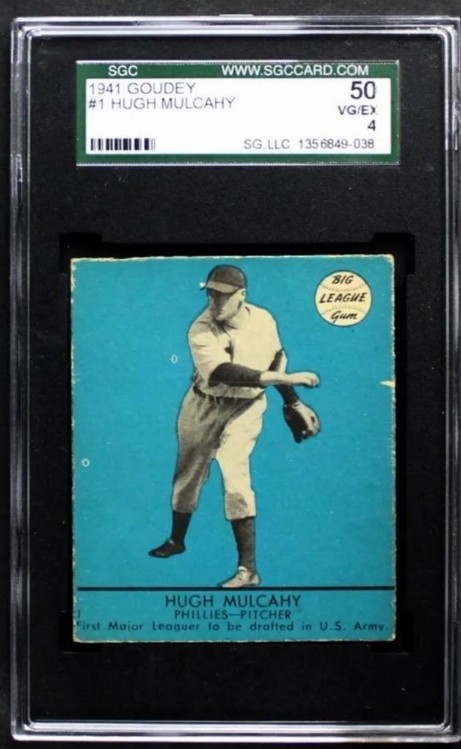 SGC WWW.SGCCARD.COM
1941 GOUDEY 50
#1 HUGH MULCAHY VG/EX
4
SG,LLC 1356849-038
BIG
LEAGUE
Gum
HUGH MULCAHY
1 PHILLIES—PITCHER
First Major Leaguer to be drafted in U.S. Army.